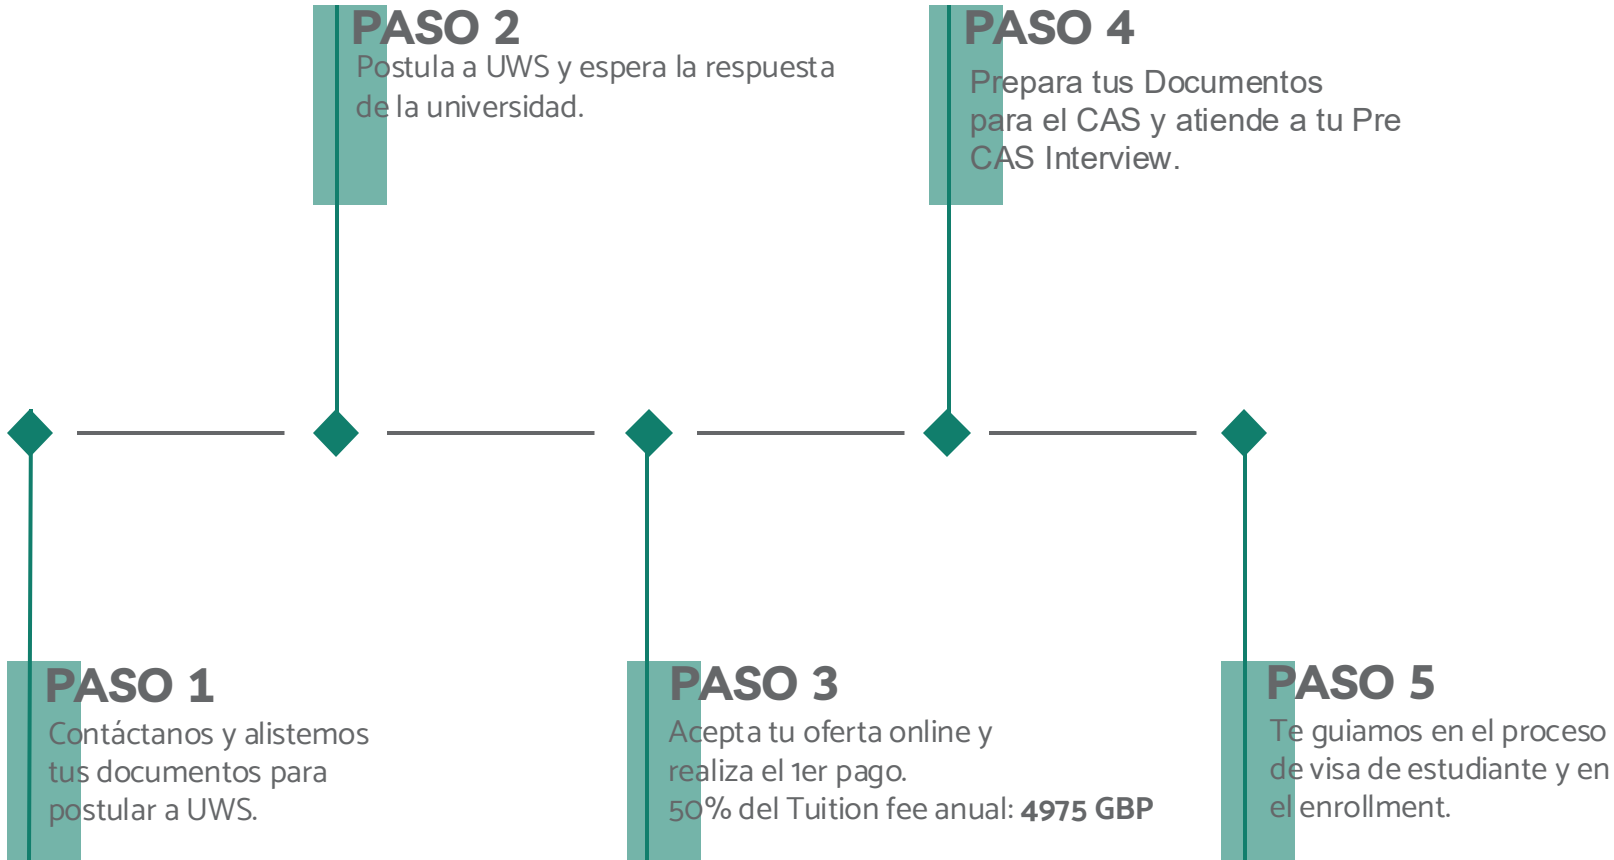 PASO 1
Contáctanos y alistemos
tus documentos para
postular a UWS.
PASO 2
Postula a UWS y espera la respuesta
de la universidad.
PASO 3
Acepta tu oferta online y
realiza el 1er pago.
50% del Tuition fee anual: 4975 GBP
PASO 4
Prepara tus Documentos
para el CAS y atiende a tu Pre
CAS Interview.
PASO 5
Te guiamos en el proceso
de visa de estudiante y en
el enrollment.